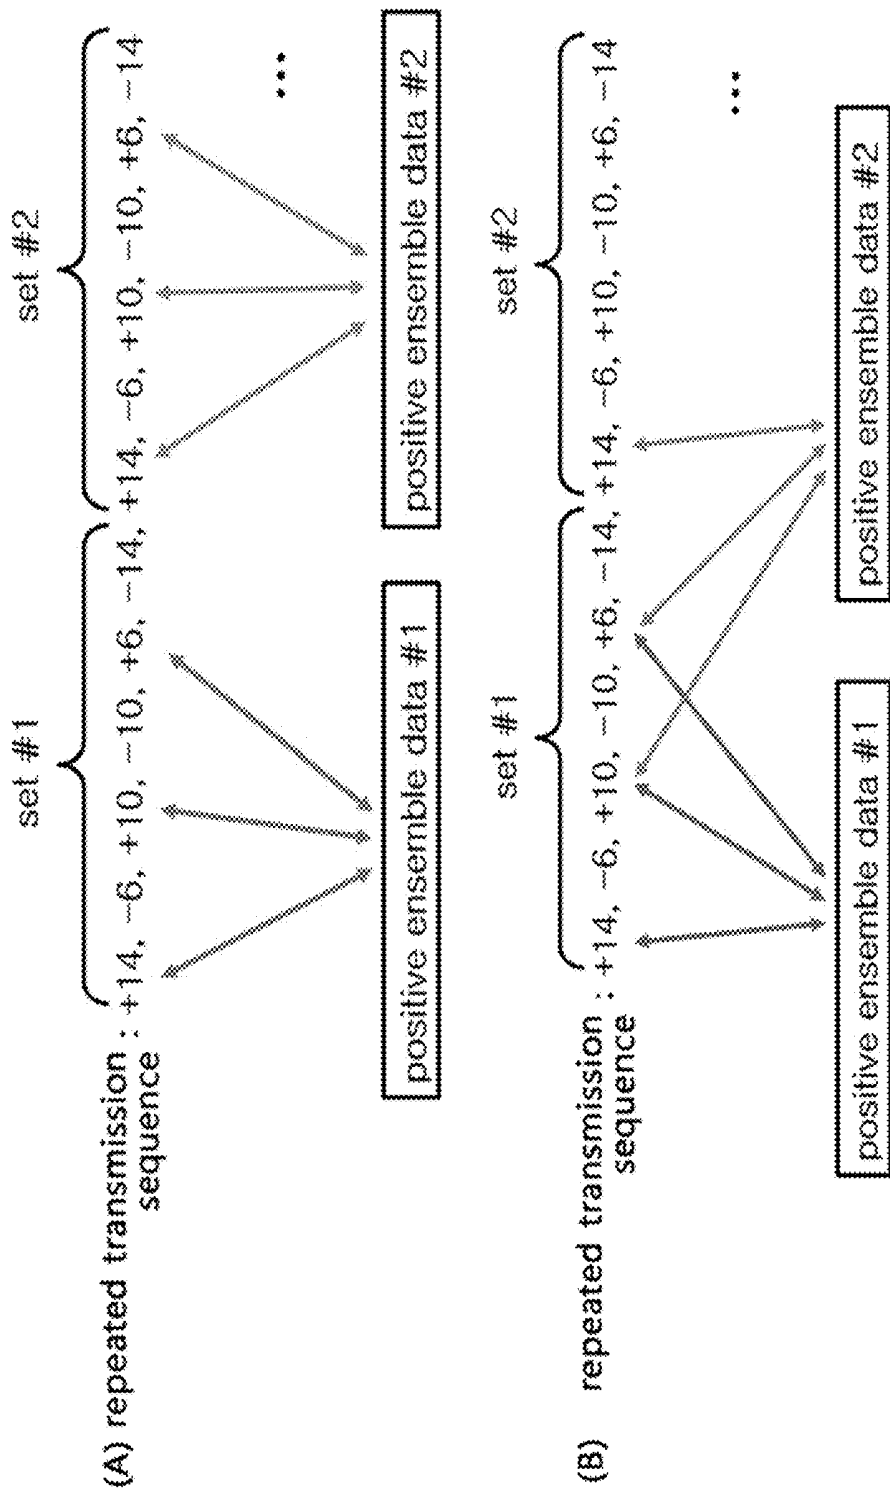 set #1 set #2
(A) repeated transmission : +14, −6, +10, −10, +6, −14, +14, −6, +10, −10, +6, −14
sequence
...
positive ensemble data #1 positive ensemble data #2
set #1 set #2
(B) repeated transmission : +14, −6, +10, −10, +6, −14, +14, −6, +10, −10, +6, −14
sequence
...
positive ensemble data #1 positive ensemble data #2